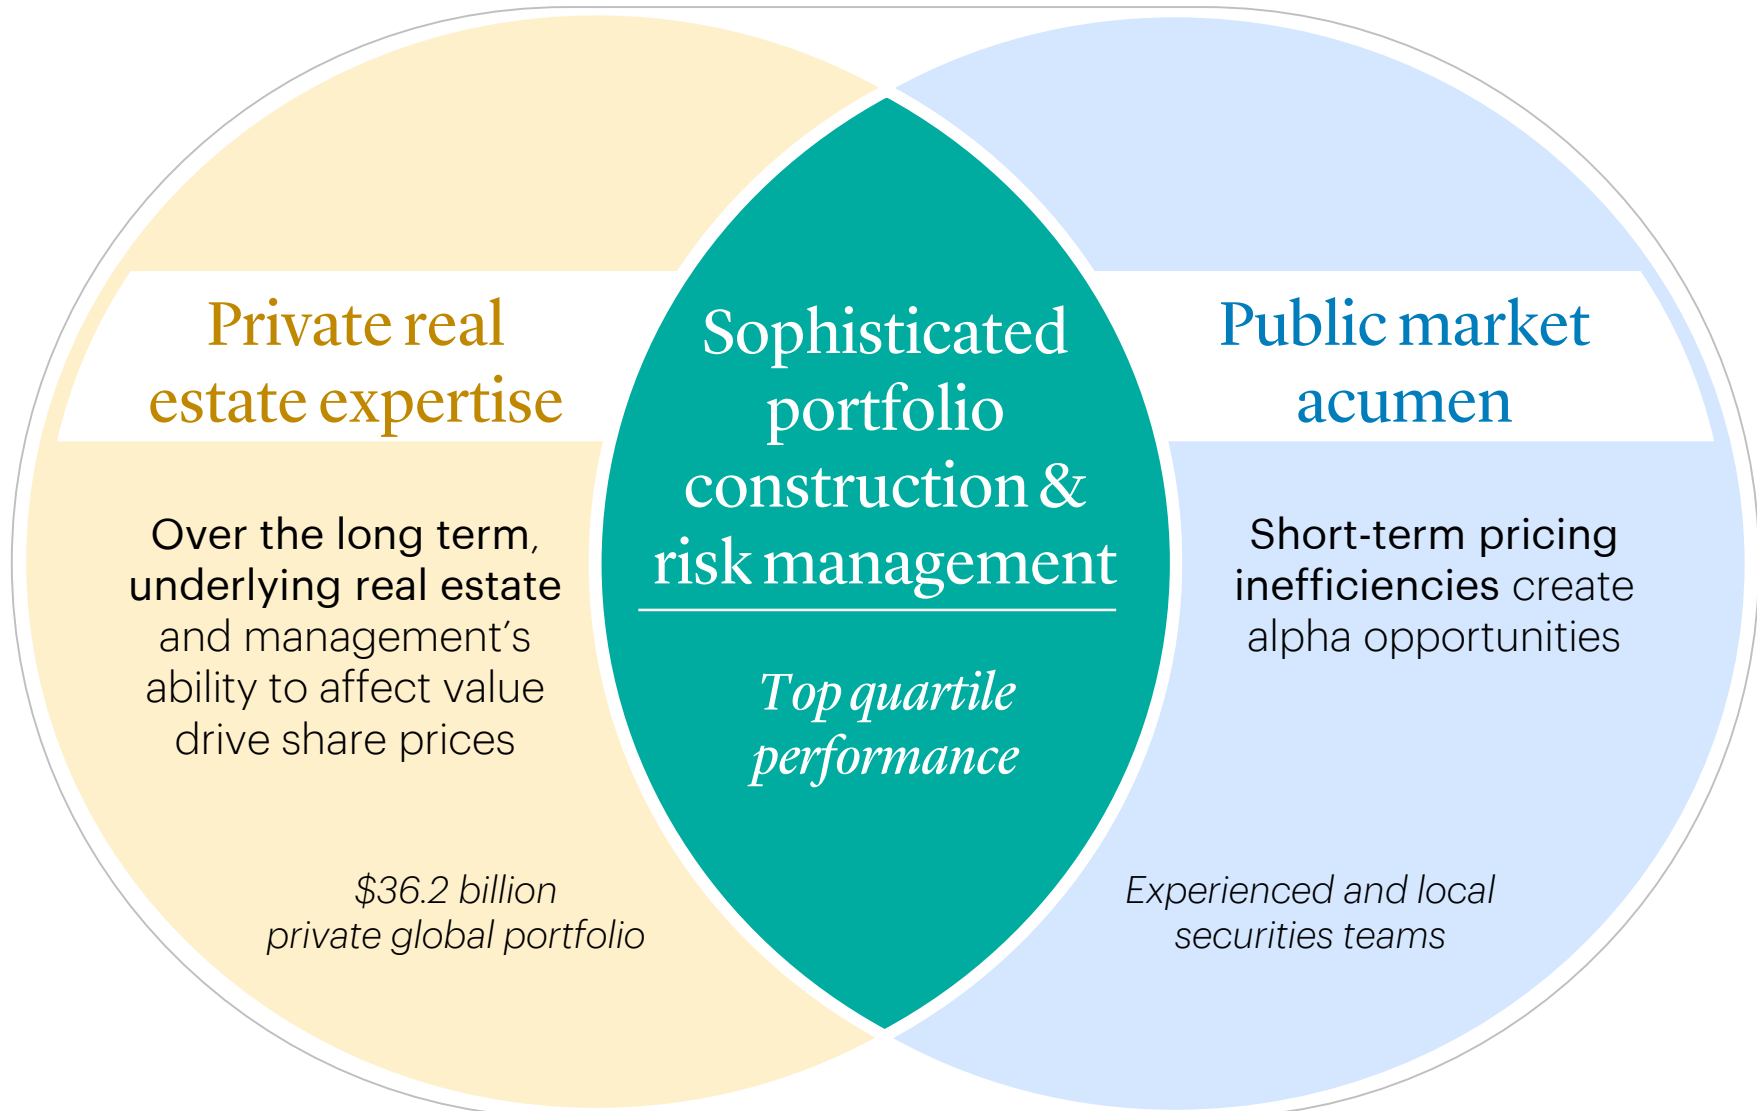 Private real
estate expertise
Over the long term,
underlying real estate
and management’s
ability to affect value
drive share prices
$36.2 billion
private global portfolio
Sophisticated
portfolio
construction &
risk management
Top quartile
performance
Public market
acumen
Short-term pricing
inefficiencies create
alpha opportunities
Experienced and local
securities teams